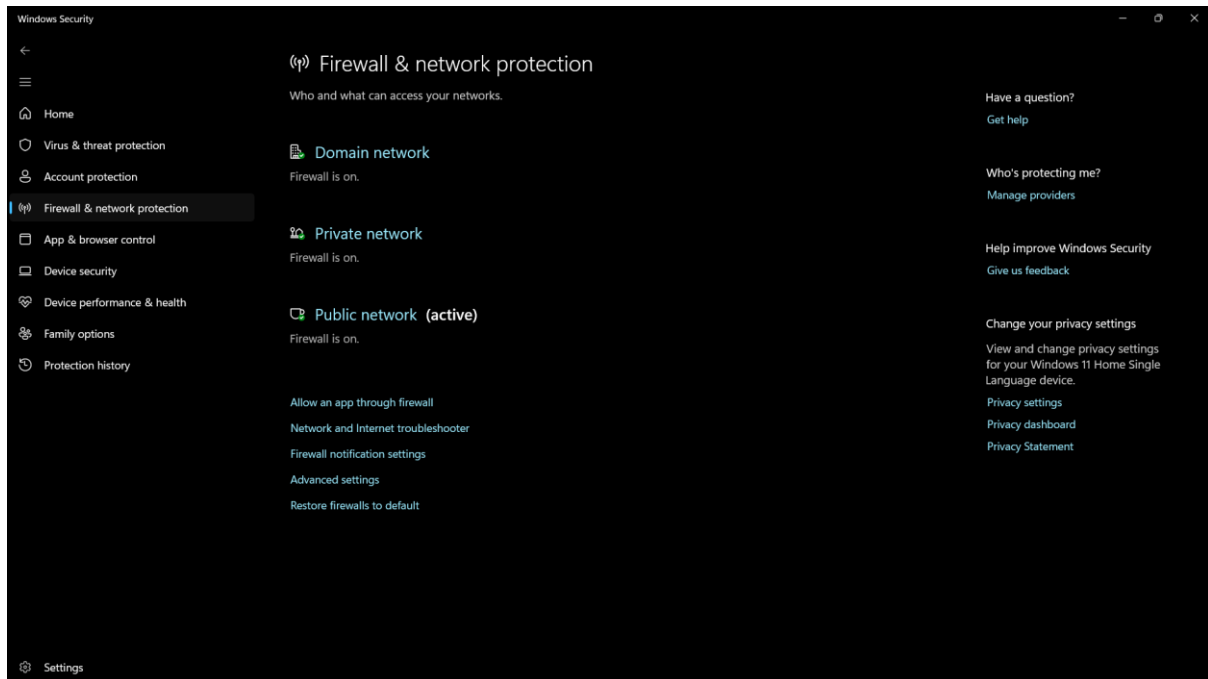 Windows Security
Home
Virus & threat protection
Account protection
Firewall & network protection
App & browser control
Device security
Device performance & health
Family options
Protection history
Settings
Firewall & network protection
Who and what can access your networks.
Domain network
Firewall is on.
Private network
Firewall is on.
Public network (active)
Firewall is on.
Allow an app through firewall
Network and Internet troubleshooter
Firewall notification settings
Advanced settings
Restore firewalls to default
Have a question?
Get help
Who's protecting me?
Manage providers
Help improve Windows Security
Give us feedback
Change your privacy settings
View and change privacy settings
for your Windows 11 Home Single
Language device.
Privacy settings
Privacy dashboard
Privacy Statement